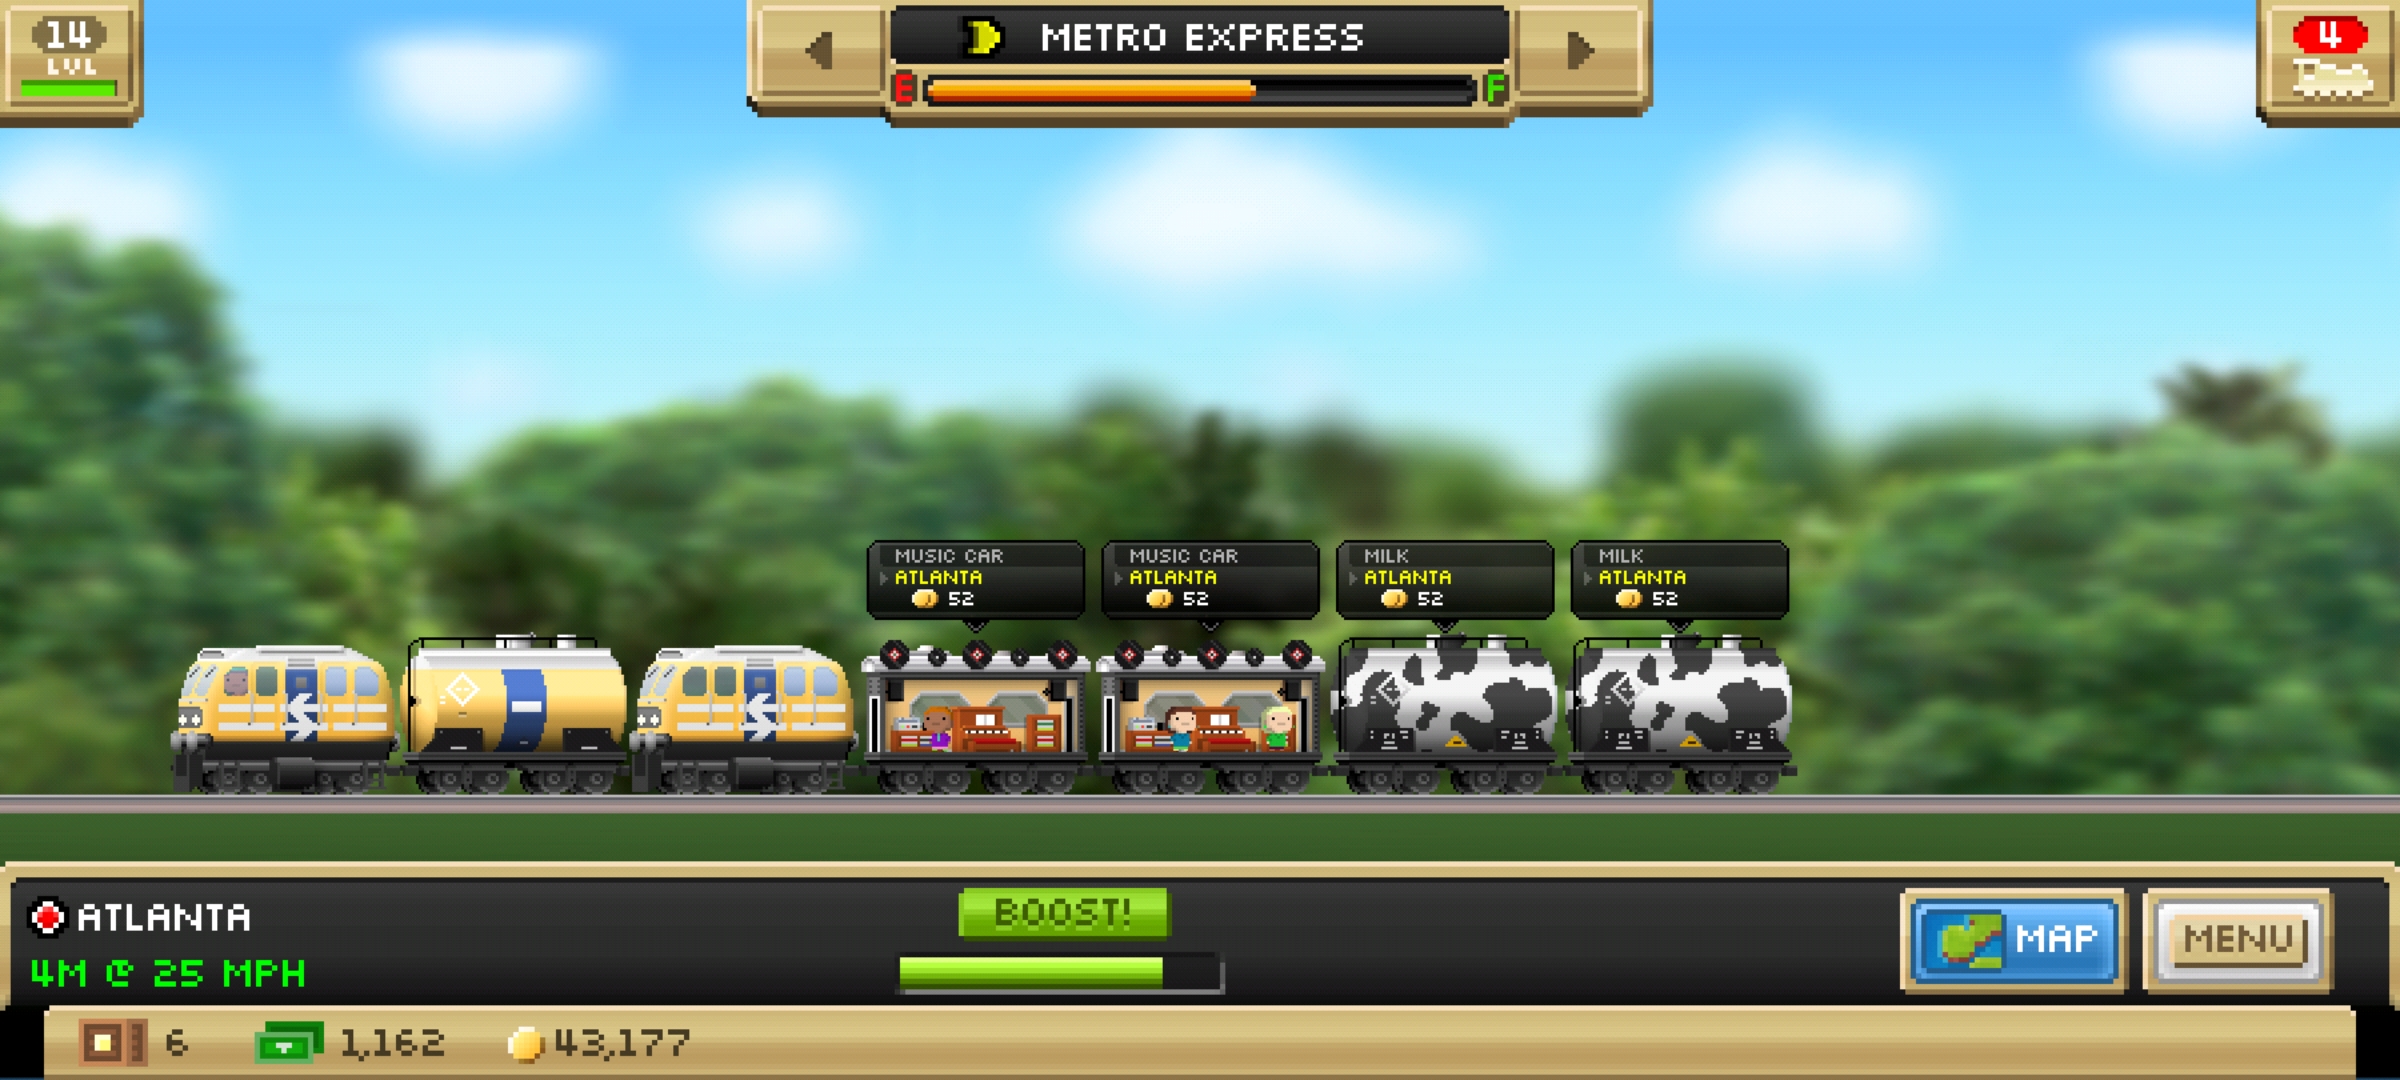 14
LVL
METRO EXPRESS
E F
4
MUSIC CAR
ATLANTA
52
MUSIC CAR
ATLANTA
52
MILK
ATLANTA
52
MILK
ATLANTA
52
ATLANTA
4M @ 25 MPH
BOOST!
MAP
MENU
6
1,162
43,177